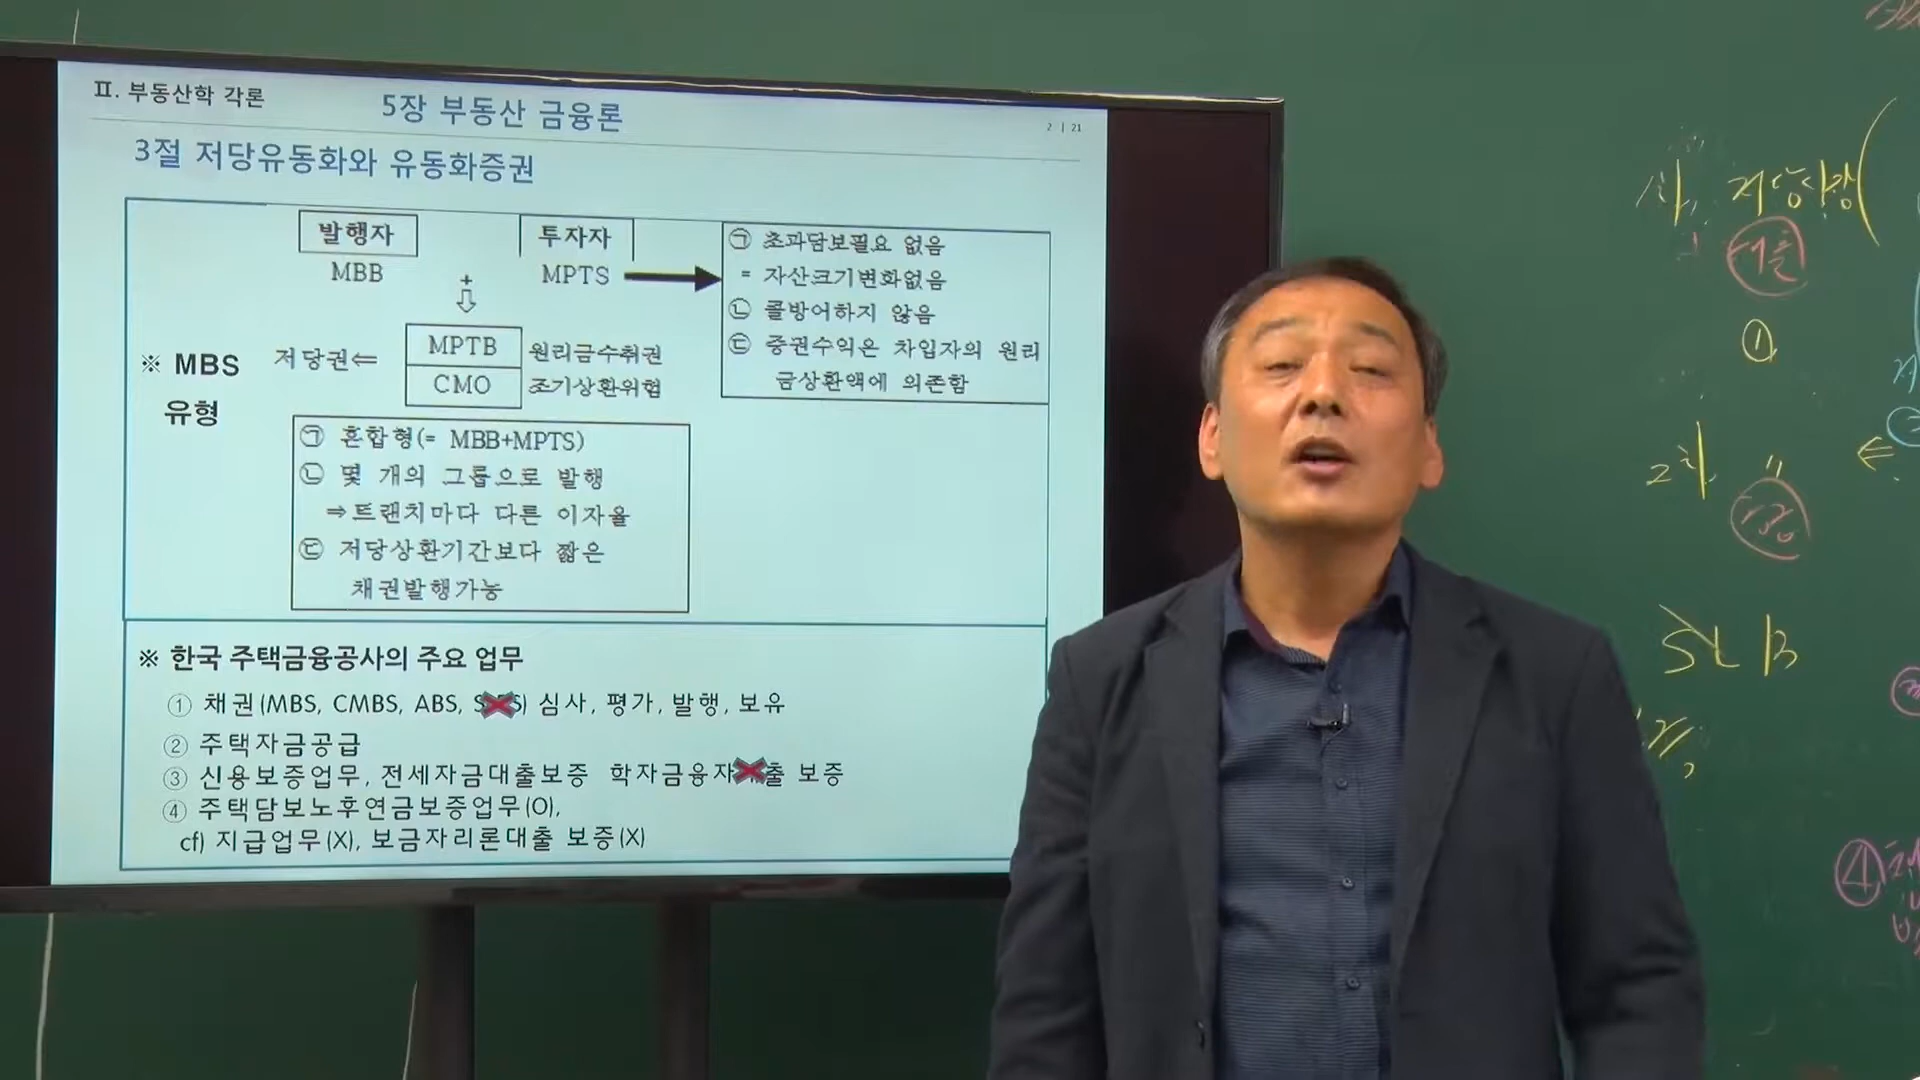 Ⅱ. 부동산학 각론
5장 부동산 금융론
2 | 21
3절 저당유동화와 유동화증권
발행자
투자자
MBB
+
MPTS
㉠ 초과담보필요 없음
= 자산크기변화없음
㉡ 콜방어하지 않음
㉢ 증권수익은 차입자의 원리
금상환액에 의존함
※ MBS
유형
저당권⇐
MPTB
원리금수취권
CMO
조기상환위협
㉠ 혼합형(= MBB+MPTS)
㉡ 몇 개의 그룹으로 발행
⇒트랜치마다 다른 이자율
㉢ 저당상환기간보다 짧은
채권발행가능
※ 한국 주택금융공사의 주요 업무
① 채권(MBS, CMBS, ABS, S S) 심사, 평가, 발행, 보유
② 주택자금공급
③ 신용보증업무, 전세자금대출보증 학자금융자 출 보증
④ 주택담보노후연금보증업무(O),
cf) 지급업무(X), 보금자리론대출 보증(X)
저당시장(
①
2차 〃
④